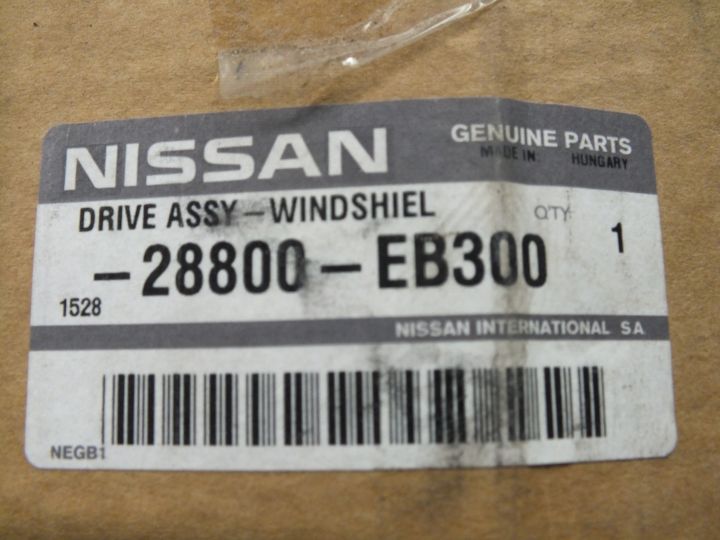 NISSAN
GENUINE PARTS
MADE IN HUNGARY
DRIVE ASSY-WINDSHIEL
QTY 1
-28800-EB300
1528
NISSAN INTERNATIONAL SA
NEGB1